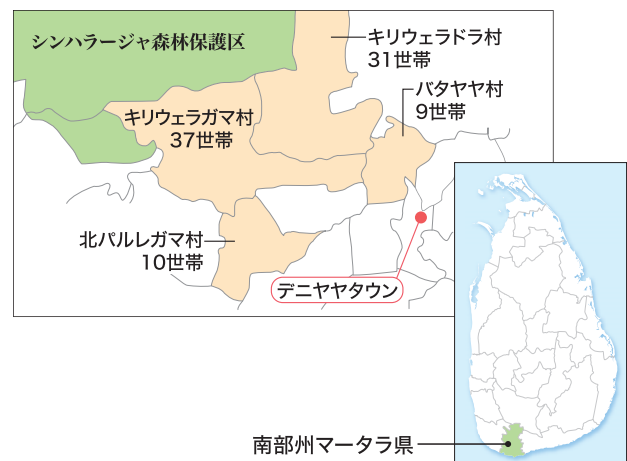 シンハラージャ森林保護区
キリウェラドラ村
31世帯
バタヤヤ村
9世帯
キリウェラガマ村
37世帯
北パルレガマ村
10世帯
デニヤヤタウン
南部州マータラ県